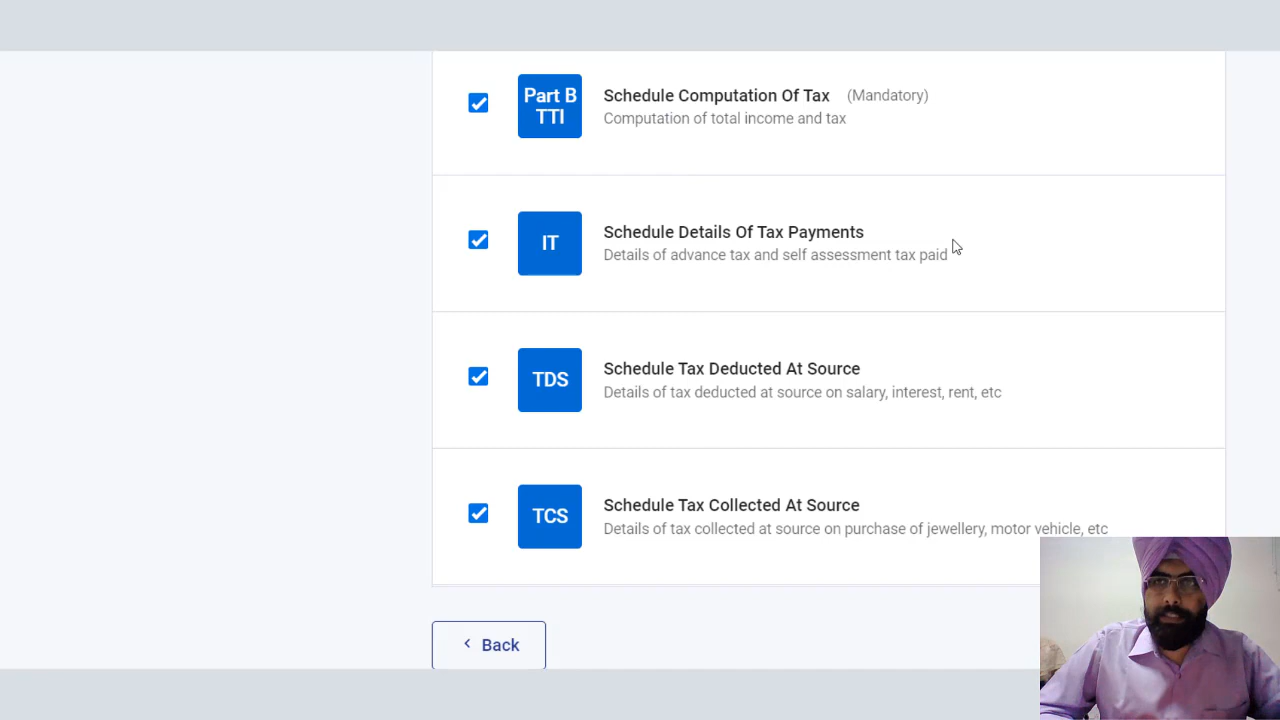 Part B
TTI
Schedule Computation Of Tax (Mandatory)
Computation of total income and tax
IT
Schedule Details Of Tax Payments
Details of advance tax and self assessment tax paid
TDS
Schedule Tax Deducted At Source
Details of tax deducted at source on salary, interest, rent, etc
TCS
Schedule Tax Collected At Source
Details of tax collected at source on purchase of jewellery, motor vehicle, etc
Back